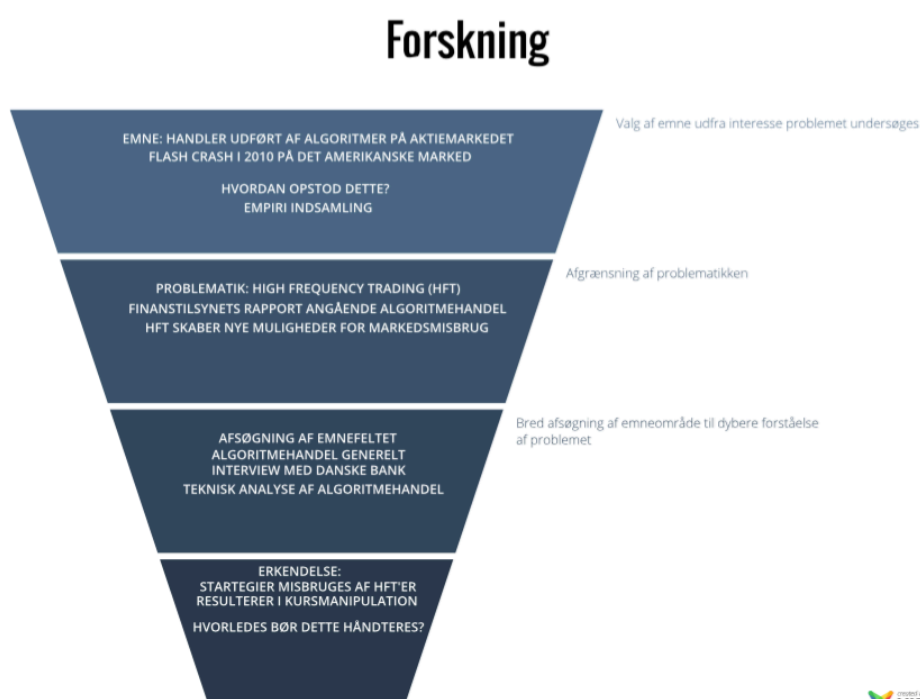 Forskning
EMNE: HANDLER UDFØRT AF ALGORITMER PÅ AKTIEMARKEDET
FLASH CRASH I 2010 PÅ DET AMERIKANSKE MARKED
HVORDAN OPSTOD DETTE?
EMPIRI INDSAMLING
Valg af emne udfra interesse problemet undersøges
PROBLEMATIK: HIGH FREQUENCY TRADING (HFT)
FINANSTILSYNETS RAPPORT ANGÅENDE ALGORITMEHANDEL
HFT SKABER NYE MULIGHEDER FOR MARKEDSMISBRUG
Afgrænsning af problematikken
AFSØGNING AF EMNEFELTET
ALGORITMEHANDEL GENERELT
INTERVIEW MED DANSKE BANK
TEKNISK ANALYSE AF ALGORITMEHANDEL
Bred afsøgning af emneområde til dybere forståelse
af problemet
ERKENDELSE:
STARTEGIER MISBRUGES AF HFT'ER
RESULTERER I KURSMANIPULATION
HVORLEDES BØR DETTE HÅNDTERES?